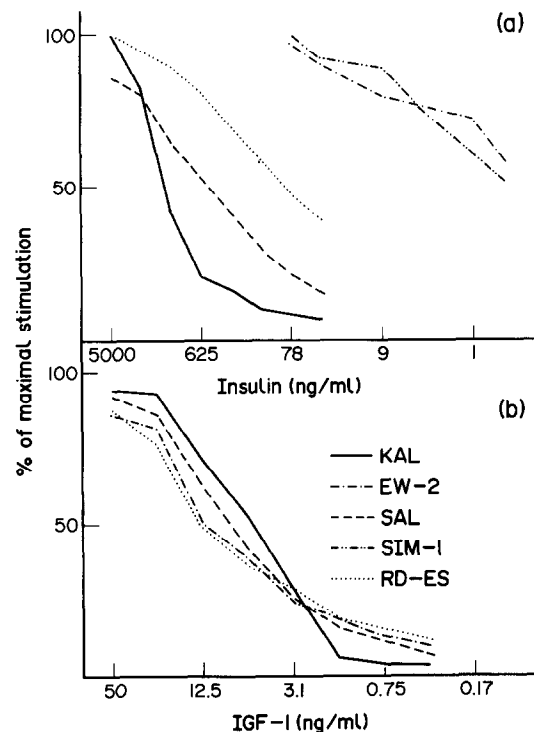 (a)
100
50
5000 625 78 9 1
Insulin (ng/ml)
% of maximal stimulation
(b)
100
50
KAL
EW-2
SAL
SIM-1
RD-ES
50 12.5 3.1 0.75 0.17
IGF-1 (ng/ml)